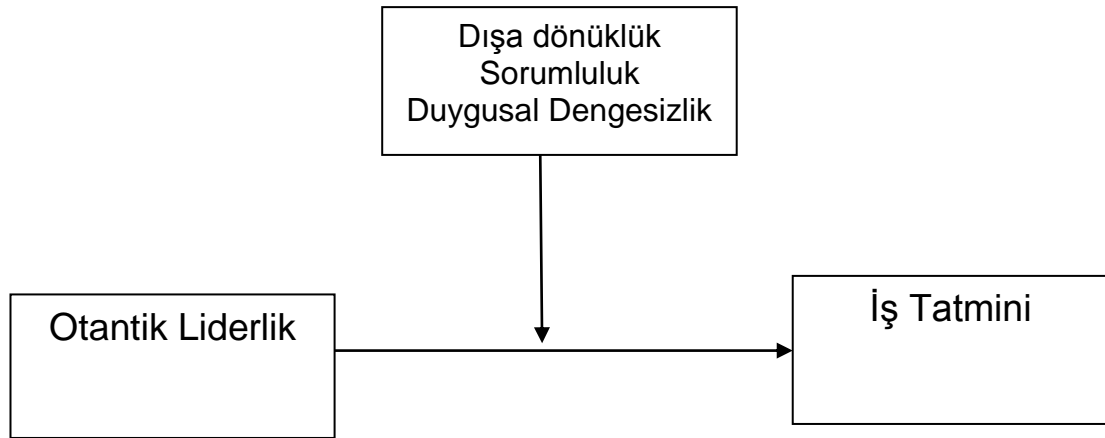 Dışa dönüklük
Sorumluluk
Duygusal Dengesizlik
Otantik Liderlik
İş Tatmini